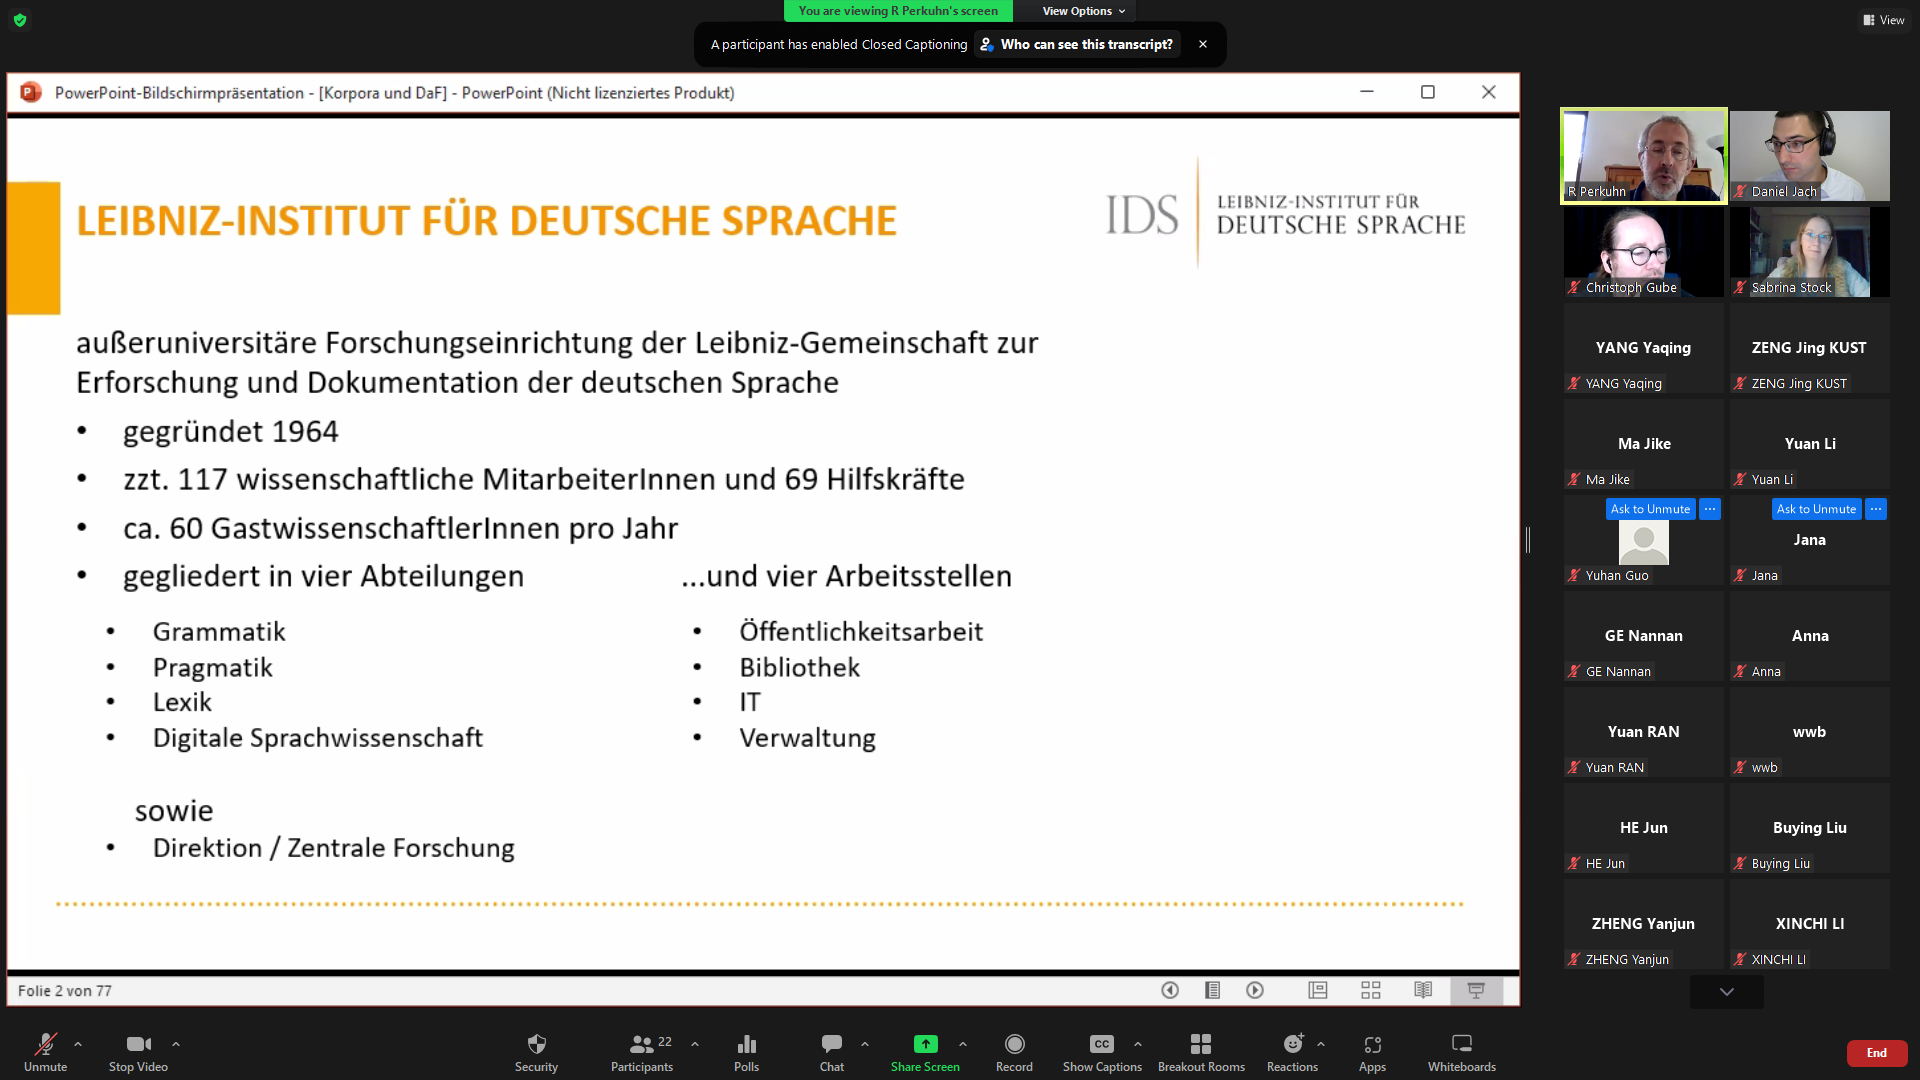 You are viewing R Perkuhn's screen
View Options
View
A participant has enabled Closed Captioning
Who can see this transcript?
PowerPoint-Bildschirmpräsentation - [Korpora und DaF] - PowerPoint (Nicht lizenziertes Produkt)
LEIBNIZ-INSTITUT FÜR DEUTSCHE SPRACHE
IDS
LEIBNIZ-INSTITUT FÜR
DEUTSCHE SPRACHE
außeruniversitäre Forschungseinrichtung der Leibniz-Gemeinschaft zur
Erforschung und Dokumentation der deutschen Sprache
• gegründet 1964
• zzt. 117 wissenschaftliche MitarbeiterInnen und 69 Hilfskräfte
• ca. 60 GastwissenschaftlerInnen pro Jahr
• gegliedert in vier Abteilungen
• Grammatik
• Pragmatik
• Lexik
• Digitale Sprachwissenschaft
...und vier Arbeitsstellen
• Öffentlichkeitsarbeit
• Bibliothek
• IT
• Verwaltung
sowie
• Direktion / Zentrale Forschung
Folie 2 von 77
R Perkuhn
Daniel Jach
Christoph Gube
Sabrina Stock
YANG Yaqing
YANG Yaqing
ZENG Jing KUST
ZENG Jing KUST
Ma Jike
Ma Jike
Yuan Li
Yuan Li
Ask to Unmute
...
Yuhan Guo
Ask to Unmute
...
Jana
Jana
GE Nannan
GE Nannan
Anna
Anna
Yuan RAN
Yuan RAN
wwb
wwb
HE Jun
HE Jun
Buying Liu
Buying Liu
ZHENG Yanjun
ZHENG Yanjun
XINCHI LI
XINCHI LI
Unmute
Stop Video
Security
22
Participants
Polls
Chat
Share Screen
Record
CC
Show Captions
Breakout Rooms
Reactions
Apps
Whiteboards
End